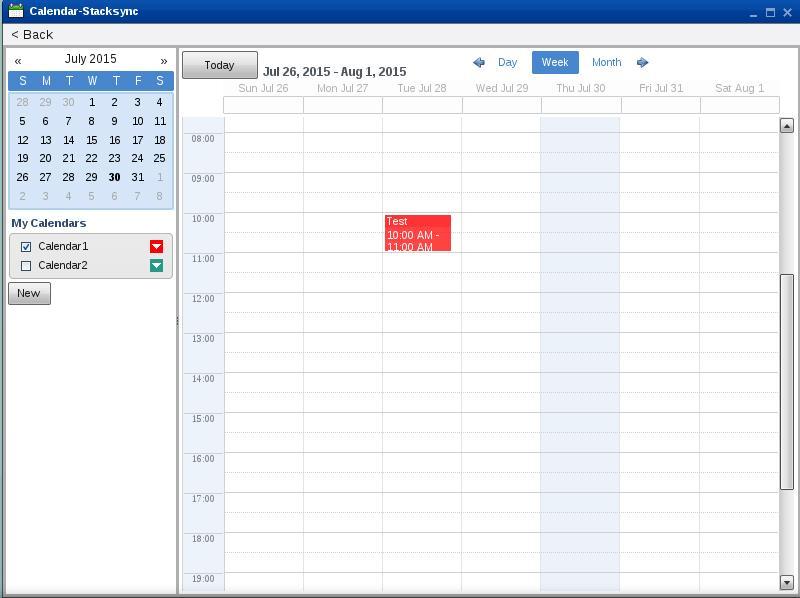 Calendar-Stacksync
< Back
« July 2015 »
S M T W T F S
28 29 30 1 2 3 4
5 6 7 8 9 10 11
12 13 14 15 16 17 18
19 20 21 22 23 24 25
26 27 28 29 30 31 1
2 3 4 5 6 7 8
My Calendars
Calendar1
Calendar2
New
Today
Jul 26, 2015 - Aug 1, 2015
Day Week Month
Sun Jul 26 Mon Jul 27 Tue Jul 28 Wed Jul 29 Thu Jul 30 Fri Jul 31 Sat Aug 1
08:00
09:00
10:00
Test
10:00 AM -
11:00 AM
11:00
12:00
13:00
14:00
15:00
16:00
17:00
18:00
19:00